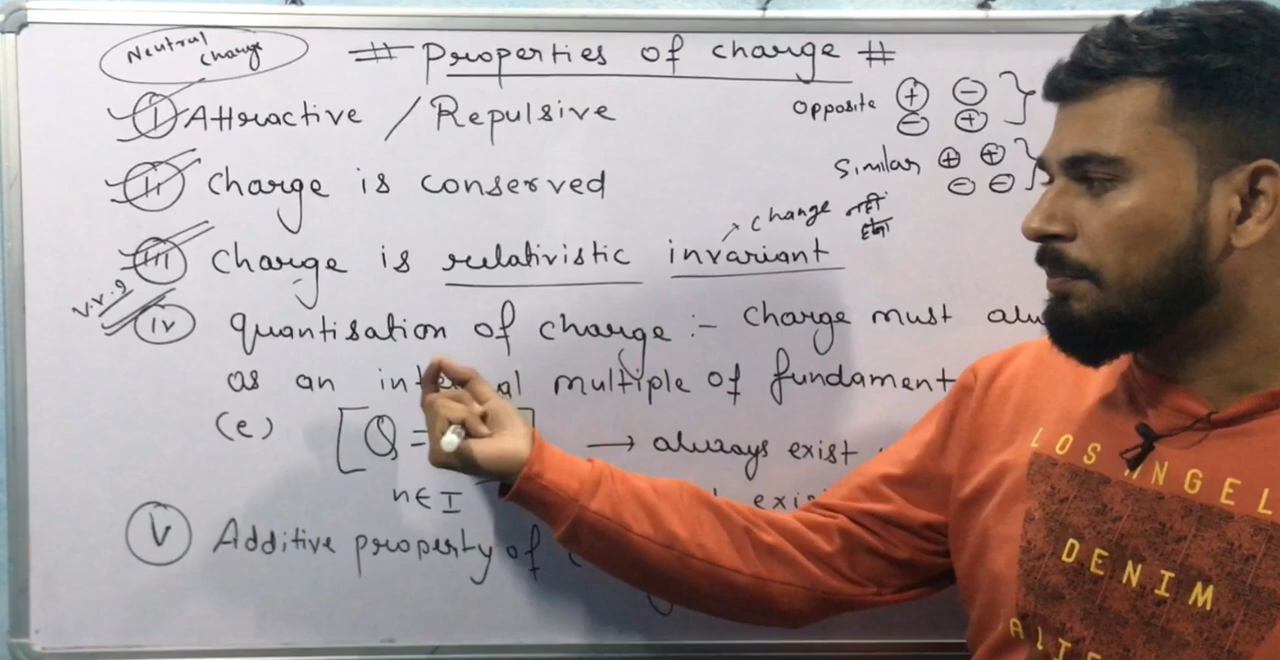 Neutral charge
# Properties of charge #
(I) Attractive / Repulsive
opposite + - - +
(II) charge is conserved
Similar + + - -
(III) charge is relativistic invariant
change नहीं होता
v.v.I
(iv) quantisation of charge :- charge must
as an multiple of
(e) [Q = ] → always exist
n ∈ I
(V) Additive property of
LOS ANGEL
DENIM